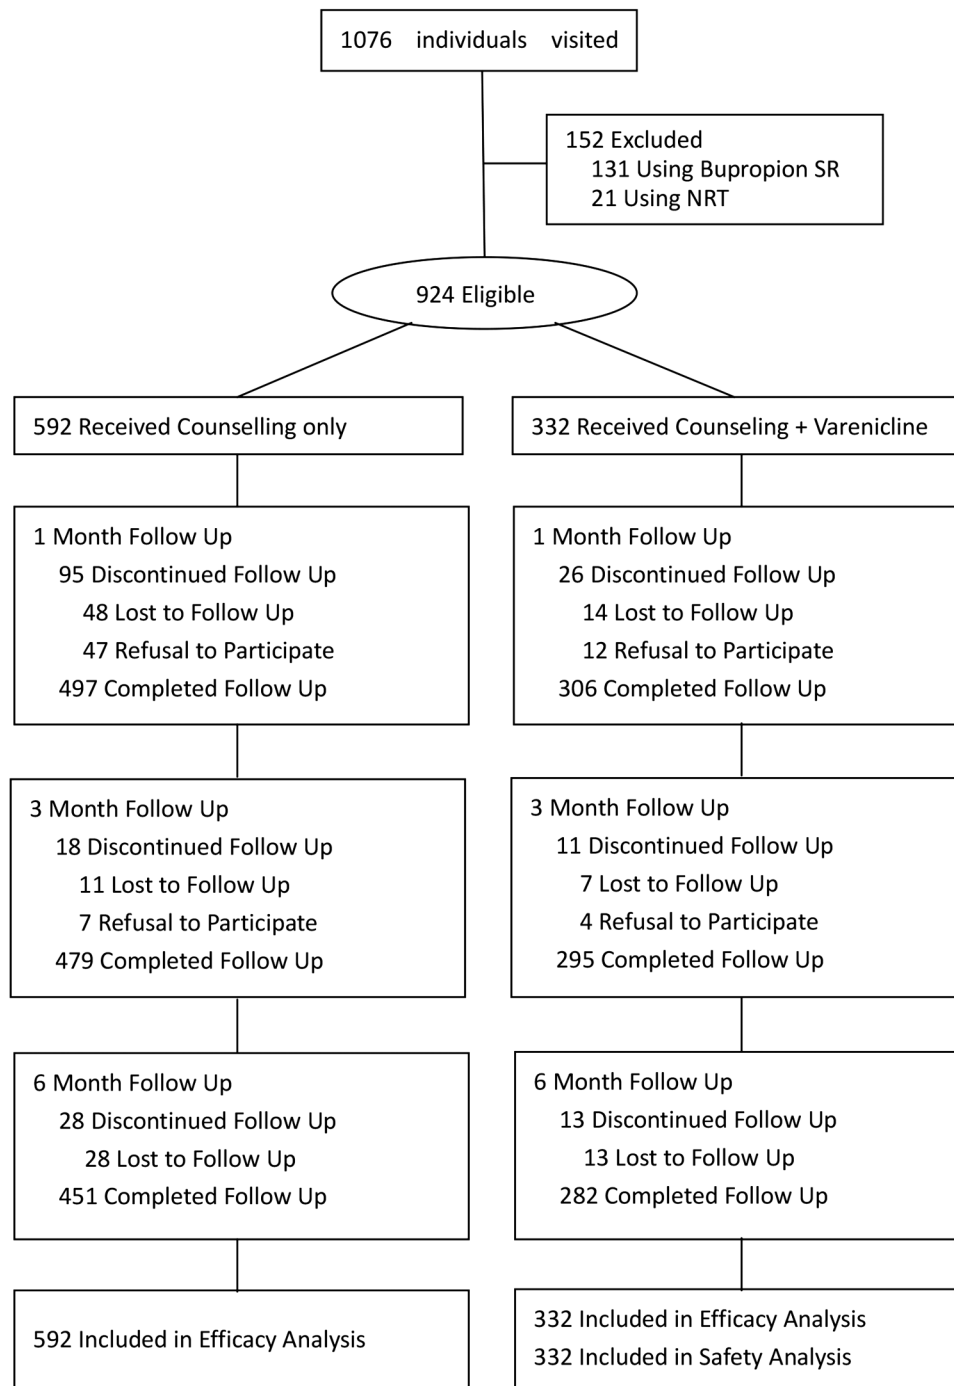 1076 individuals visited
152 Excluded
131 Using Bupropion SR
21 Using NRT
924 Eligible
592 Received Counselling only
332 Received Counseling + Varenicline
1 Month Follow Up
95 Discontinued Follow Up
48 Lost to Follow Up
47 Refusal to Participate
497 Completed Follow Up
1 Month Follow Up
26 Discontinued Follow Up
14 Lost to Follow Up
12 Refusal to Participate
306 Completed Follow Up
3 Month Follow Up
18 Discontinued Follow Up
11 Lost to Follow Up
7 Refusal to Participate
479 Completed Follow Up
3 Month Follow Up
11 Discontinued Follow Up
7 Lost to Follow Up
4 Refusal to Participate
295 Completed Follow Up
6 Month Follow Up
28 Discontinued Follow Up
28 Lost to Follow Up
451 Completed Follow Up
6 Month Follow Up
13 Discontinued Follow Up
13 Lost to Follow Up
282 Completed Follow Up
592 Included in Efficacy Analysis
332 Included in Efficacy Analysis
332 Included in Safety Analysis